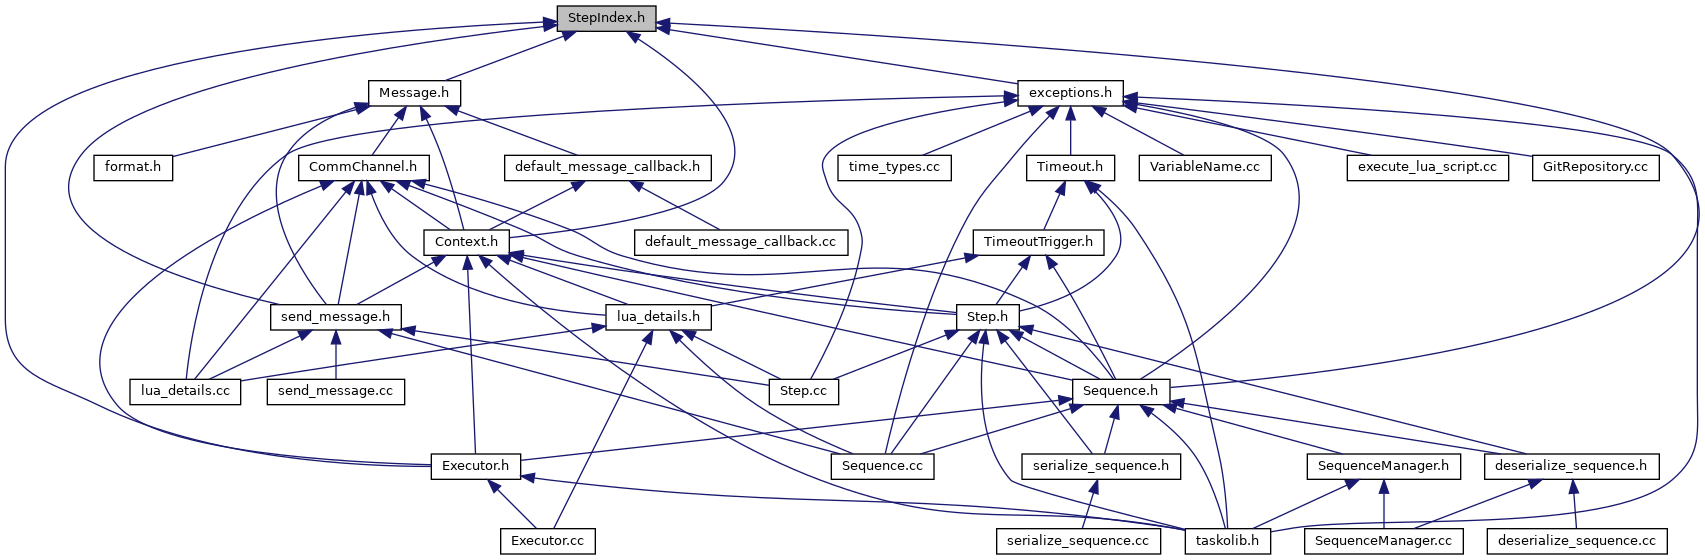 StepIndex.h
Message.h
exceptions.h
format.h
CommChannel.h
default_message_callback.h
time_types.cc
Timeout.h
VariableName.cc
execute_lua_script.cc
GitRepository.cc
Context.h
default_message_callback.cc
TimeoutTrigger.h
send_message.h
lua_details.h
Step.h
lua_details.cc
send_message.cc
Step.cc
Sequence.h
Executor.h
Sequence.cc
serialize_sequence.h
SequenceManager.h
deserialize_sequence.h
Executor.cc
serialize_sequence.cc
taskolib.h
SequenceManager.cc
deserialize_sequence.cc